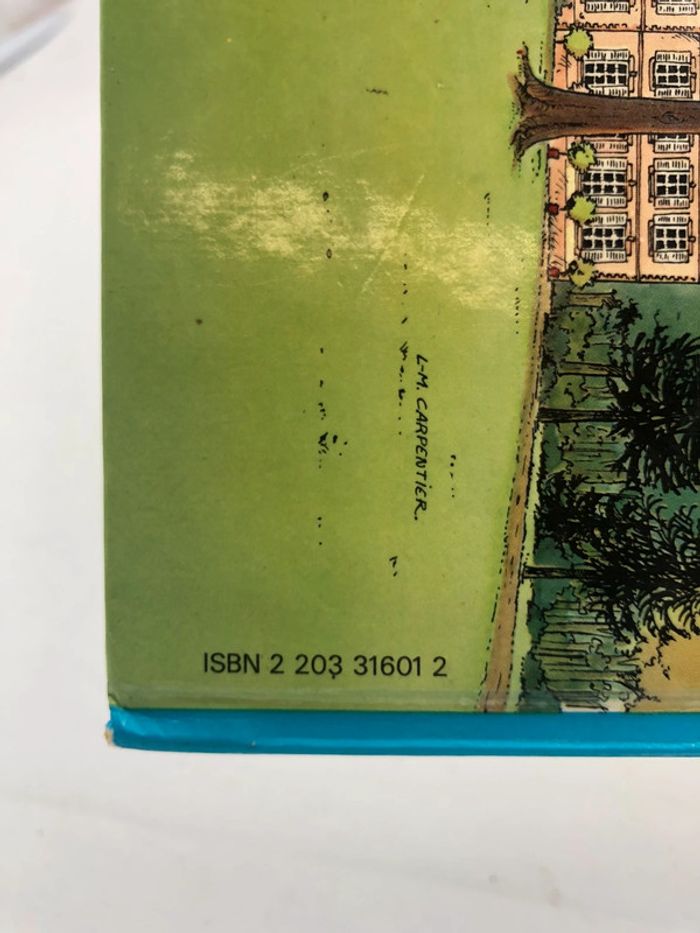 L-M. CARPENTIER.
ISBN 2 203 31601 2